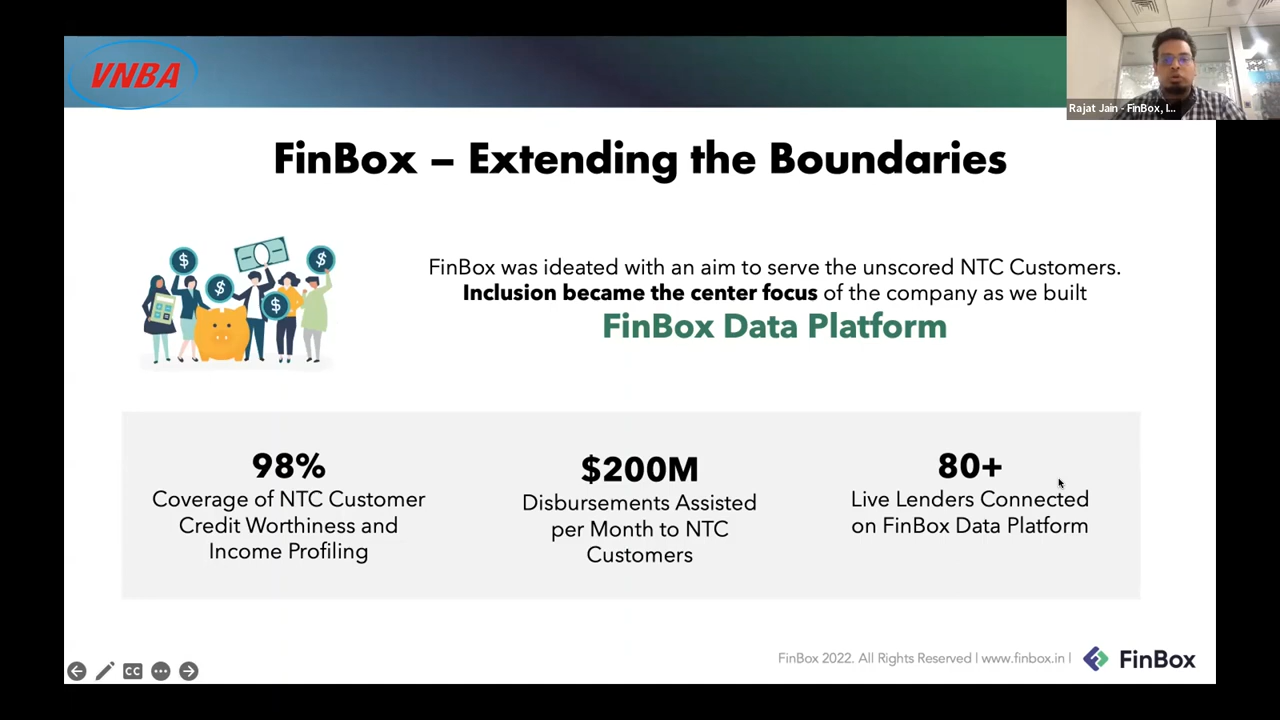 VNBA
Rajat Jain - FinBox, I...
FinBox – Extending the Boundaries
$
$
$
$
FinBox was ideated with an aim to serve the unscored NTC Customers.
Inclusion became the center focus of the company as we built
FinBox Data Platform
98%
Coverage of NTC Customer
Credit Worthiness and
Income Profiling
$200M
Disbursements Assisted
per Month to NTC
Customers
80+
Live Lenders Connected
on FinBox Data Platform
CC
FinBox 2022. All Rights Reserved | www.finbox.in |
FinBox